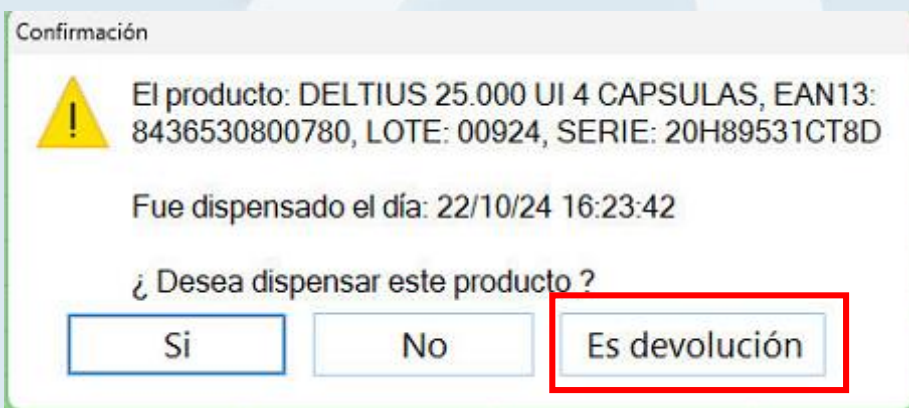 Confirmación
El producto: DELTIUS 25.000 UI 4 CAPSULAS, EAN13:
8436530800780, LOTE: 00924, SERIE: 20H89531CT8D
Fue dispensado el día: 22/10/24 16:23:42
¿ Desea dispensar este producto ?
Si No Es devolución